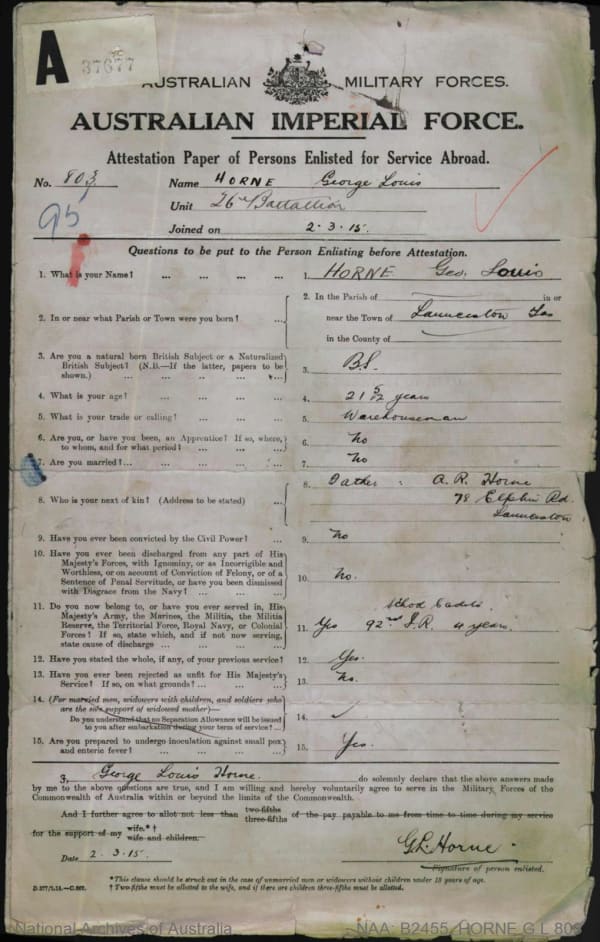 A 37677
AUSTRALIAN MILITARY FORCES.
AUSTRALIAN IMPERIAL FORCE.
Attestation Paper of Persons Enlisted for Service Abroad.
No. 803 Name HORNE George Louis
95 Unit 26th Battalion
Joined on 2.3.15.
Questions to be put to the Person Enlisting before Attestation.
1. What is your Name? ... ... ... ... 1. HORNE Geo. Louis
2. In or near what Parish or Town were you born? ... 2. In the Parish of in or
near the Town of Launceston Tas
in the County of
3. Are you a natural born British Subject or a Naturalized
British Subject? (N.B.—If the latter, papers to be
shown.) ... ... ... ... 3. B.S.
4. What is your age? ... ... ... ... 4. 21 5/12 years
5. What is your trade or calling? ... ... ... 5. Warehouseman
6. Are you, or have you been, an Apprentice? If so, where,
to whom, and for what period? ... ... ... 6. No
7. Are you married? ... ... ... ... 7. No
8. Who is your next of kin? (Address to be stated) ... 8. Father : A. R. Horne
78 Elphin Rd.
Launceston
9. Have you ever been convicted by the Civil Power? ... 9. No
10. Have you ever been discharged from any part of His
Majesty's Forces, with Ignominy, or as Incorrigible and
Worthless, or on account of Conviction of Felony, or of a
Sentence of Penal Servitude, or have you been dismissed
with Disgrace from the Navy? ... ... ... 10. No.
11. Do you now belong to, or have you ever served in, His
Majesty's Army, the Marines, the Militia, the Militia
Reserve, the Territorial Force, Royal Navy, or Colonial
Forces? If so, state which, and if not now serving,
state cause of discharge ... ... ... 11. Yes School Cadets. 92nd I.R. 4 years.
12. Have you stated the whole, if any, of your previous service? 12. Yes.
13. Have you ever been rejected as unfit for His Majesty's
Service? If so, on what grounds? ... ... ... 13. No.
14. (For married men, widowers with children, and soldiers who
are the sole support of widowed mother)—
Do you understand that no Separation Allowance will be issued
to you after embarkation during your term of service? ... 14.
15. Are you prepared to undergo inoculation against small pox
and enteric fever? ... ... ... ... 15. Yes.
I, George Louis Horne. do solemnly declare that the above answers made
by me to the above questions are true, and I am willing and hereby voluntarily agree to serve in the Military Forces of the
Commonwealth of Australia within or beyond the limits of the Commonwealth.
And I further agree to allot not less than two-fifths three-fifths of the pay payable to me from time to time during my service
for the support of my wife.*† wife and children.
Date 2.3.15. G.L. Horne.
Signature of person enlisted.
*This clause should be struck out in the case of unmarried men or widowers without children under 18 years of age.
† Two-fifths must be allotted to the wife, and if there are children three-fifths must be allotted.
National Archives of Australia NAA: B2455, HORNE G L 803